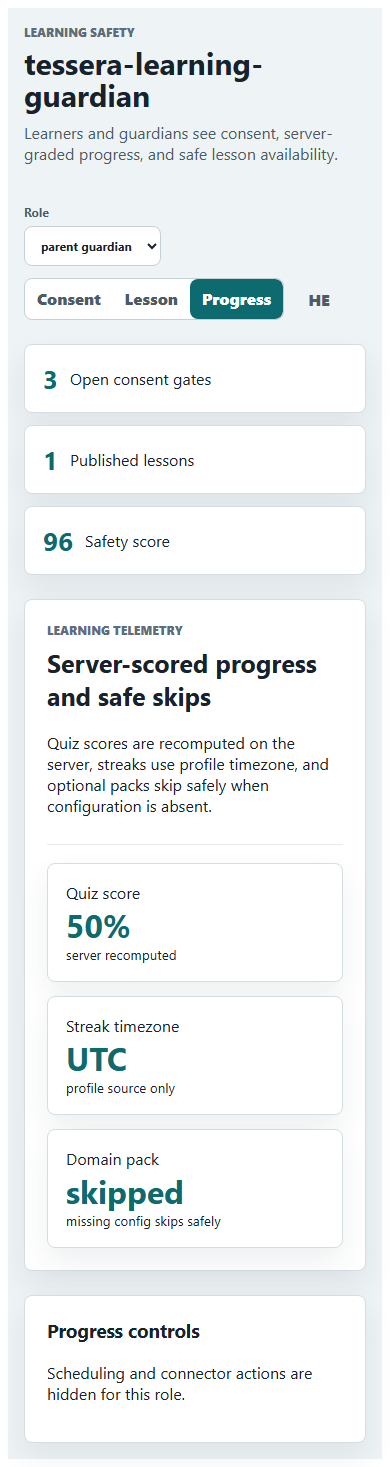 LEARNING SAFETY
tessera-learning-
guardian
Learners and guardians see consent, server-
graded progress, and safe lesson availability.
Role
parent guardian
Consent Lesson Progress HE
3 Open consent gates
1 Published lessons
96 Safety score
LEARNING TELEMETRY
Server-scored progress
and safe skips
Quiz scores are recomputed on the
server, streaks use profile timezone, and
optional packs skip safely when
configuration is absent.
Quiz score
50%
server recomputed
Streak timezone
UTC
profile source only
Domain pack
skipped
missing config skips safely
Progress controls
Scheduling and connector actions are
hidden for this role.